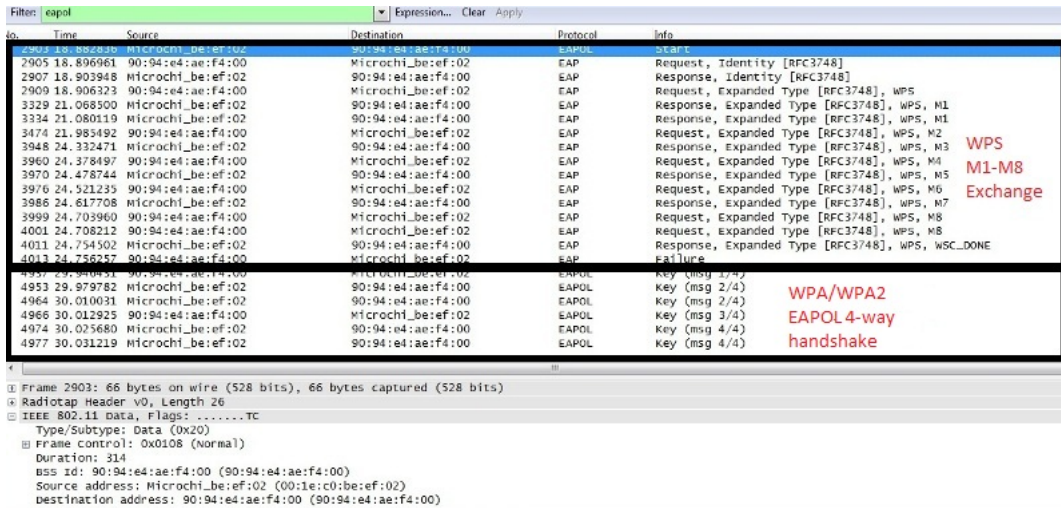 Filter: eapol Expression... Clear Apply
No. Time Source Destination Protocol Info
2903 18.882836 Microchi_be:ef:02 90:94:e4:ae:f4:00 EAPOL Start
2905 18.896961 90:94:e4:ae:f4:00 Microchi_be:ef:02 EAP Request, Identity [RFC3748]
2907 18.903948 Microchi_be:ef:02 90:94:e4:ae:f4:00 EAP Response, Identity [RFC3748]
2909 18.906323 90:94:e4:ae:f4:00 Microchi_be:ef:02 EAP Request, Expanded Type [RFC3748], WPS
3329 21.068500 Microchi_be:ef:02 90:94:e4:ae:f4:00 EAP Response, Expanded Type [RFC3748], WPS, M1
3334 21.080119 Microchi_be:ef:02 90:94:e4:ae:f4:00 EAP Response, Expanded Type [RFC3748], WPS, M1
3474 21.985492 90:94:e4:ae:f4:00 Microchi_be:ef:02 EAP Request, Expanded Type [RFC3748], WPS, M2
3948 24.332471 Microchi_be:ef:02 90:94:e4:ae:f4:00 EAP Response, Expanded Type [RFC3748], WPS, M3
3960 24.378497 90:94:e4:ae:f4:00 Microchi_be:ef:02 EAP Request, Expanded Type [RFC3748], WPS, M4
3970 24.478744 Microchi_be:ef:02 90:94:e4:ae:f4:00 EAP Response, Expanded Type [RFC3748], WPS, M5
3976 24.521235 90:94:e4:ae:f4:00 Microchi_be:ef:02 EAP Request, Expanded Type [RFC3748], WPS, M6
3986 24.617708 Microchi_be:ef:02 90:94:e4:ae:f4:00 EAP Response, Expanded Type [RFC3748], WPS, M7
3999 24.703960 90:94:e4:ae:f4:00 Microchi_be:ef:02 EAP Request, Expanded Type [RFC3748], WPS, M8
4001 24.708212 90:94:e4:ae:f4:00 Microchi_be:ef:02 EAP Request, Expanded Type [RFC3748], WPS, M8
4011 24.754502 Microchi_be:ef:02 90:94:e4:ae:f4:00 EAP Response, Expanded Type [RFC3748], WPS, WSC_DONE
4013 24.756257 90:94:e4:ae:f4:00 Microchi_be:ef:02 EAP Failure
WPS
M1-M8
Exchange
4937 29.946431 90:94:e4:ae:f4:00 Microchi_be:ef:02 EAPOL Key (msg 1/4)
4953 29.979782 Microchi_be:ef:02 90:94:e4:ae:f4:00 EAPOL Key (msg 2/4)
4964 30.010031 Microchi_be:ef:02 90:94:e4:ae:f4:00 EAPOL Key (msg 2/4)
4966 30.012925 90:94:e4:ae:f4:00 Microchi_be:ef:02 EAPOL Key (msg 3/4)
4974 30.025680 Microchi_be:ef:02 90:94:e4:ae:f4:00 EAPOL Key (msg 4/4)
4977 30.031219 Microchi_be:ef:02 90:94:e4:ae:f4:00 EAPOL Key (msg 4/4)
WPA/WPA2
EAPOL 4-way
handshake
Frame 2903: 66 bytes on wire (528 bits), 66 bytes captured (528 bits)
Radiotap Header v0, Length 26
IEEE 802.11 Data, Flags: .......TC
Type/Subtype: Data (0x20)
Frame Control: 0x0108 (Normal)
Duration: 314
BSS Id: 90:94:e4:ae:f4:00 (90:94:e4:ae:f4:00)
Source address: Microchi_be:ef:02 (00:1e:c0:be:ef:02)
Destination address: 90:94:e4:ae:f4:00 (90:94:e4:ae:f4:00)